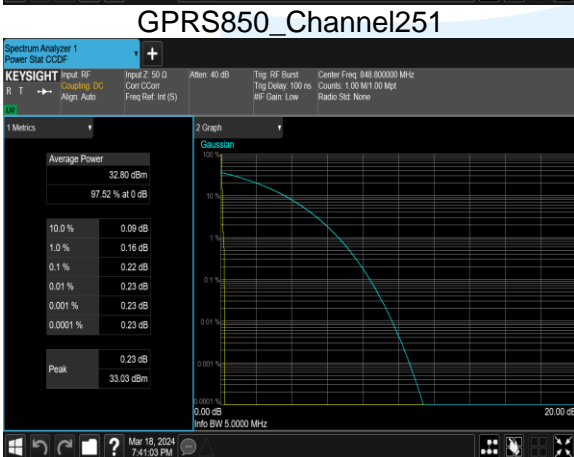 GPRS850_Channel251
Spectrum Analyzer 1
Power Stat CCDF
+
KEYSIGHT
R T
LXI
Input: RF
Coupling: DC
Align: Auto
Input Z: 50 Ω
Corr CCorr
Freq Ref: Int (S)
Atten: 40 dB
Trig: RF Burst
Trig Delay: 100 ns
#IF Gain: Low
Center Freq: 848.800000 MHz
Counts: 1.00 M/1.00 Mpt
Radio Std: None
1 Metrics
Average Power
32.80 dBm
97.52 % at 0 dB
10.0 % 0.09 dB
1.0 % 0.16 dB
0.1 % 0.22 dB
0.01 % 0.23 dB
0.001 % 0.23 dB
0.0001 % 0.23 dB
Peak
0.23 dB
33.03 dBm
2 Graph
Gaussian
100 %
10 %
1 %
0.1 %
0.01 %
0.001 %
0.0001 %
0.00 dB
20.00 dB
Info BW 5.0000 MHz
?
Mar 18, 2024
7:41:03 PM